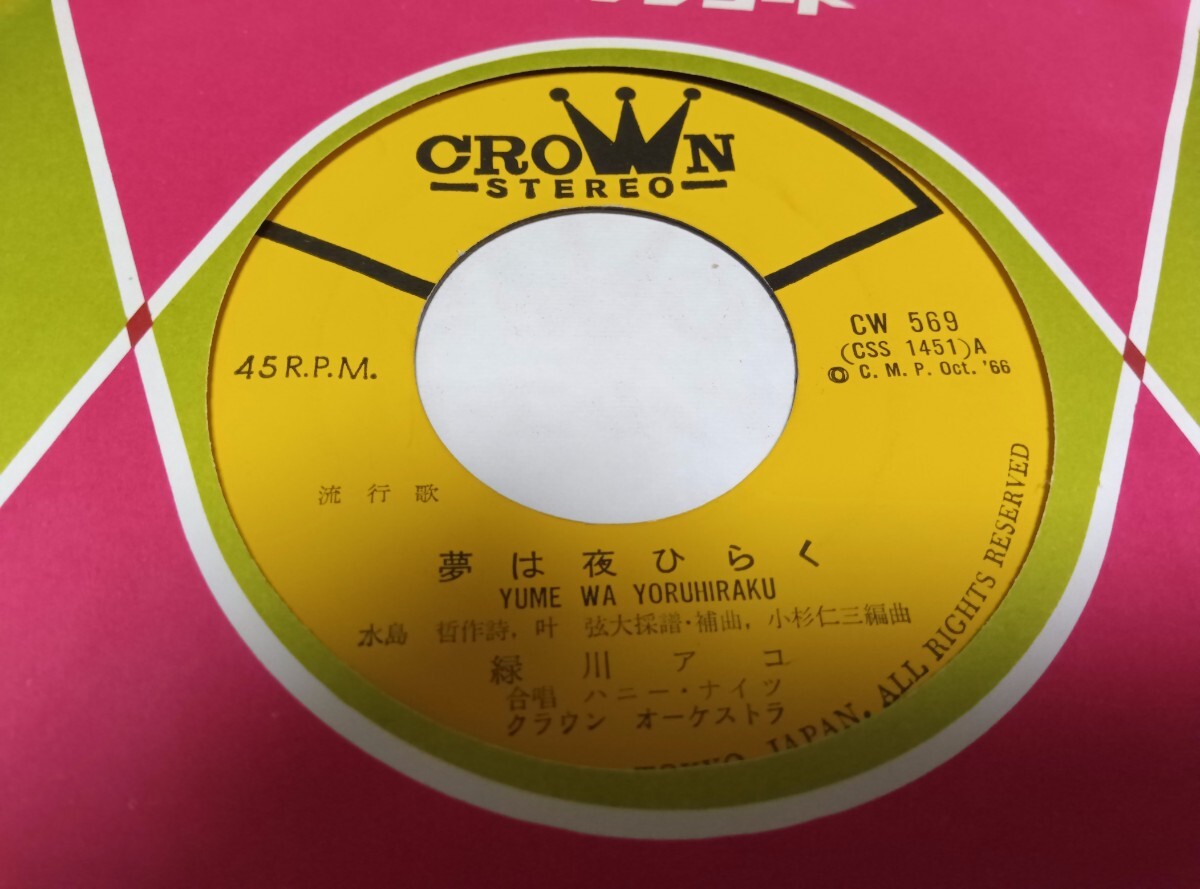 CROWN
STEREO
45 R.P.M.
CW 569
(CSS 1451)A
© C. M. P. Oct. '66
流行歌
夢は夜ひらく
YUME WA YORUHIRAKU
水島 哲作詩, 叶 弦大採譜・補曲, 小杉仁三編曲
緑川アコ
合唱 ハニー・ナイツ
クラウン オーケストラ
TOKYO, JAPAN. ALL RIGHTS RESERVED